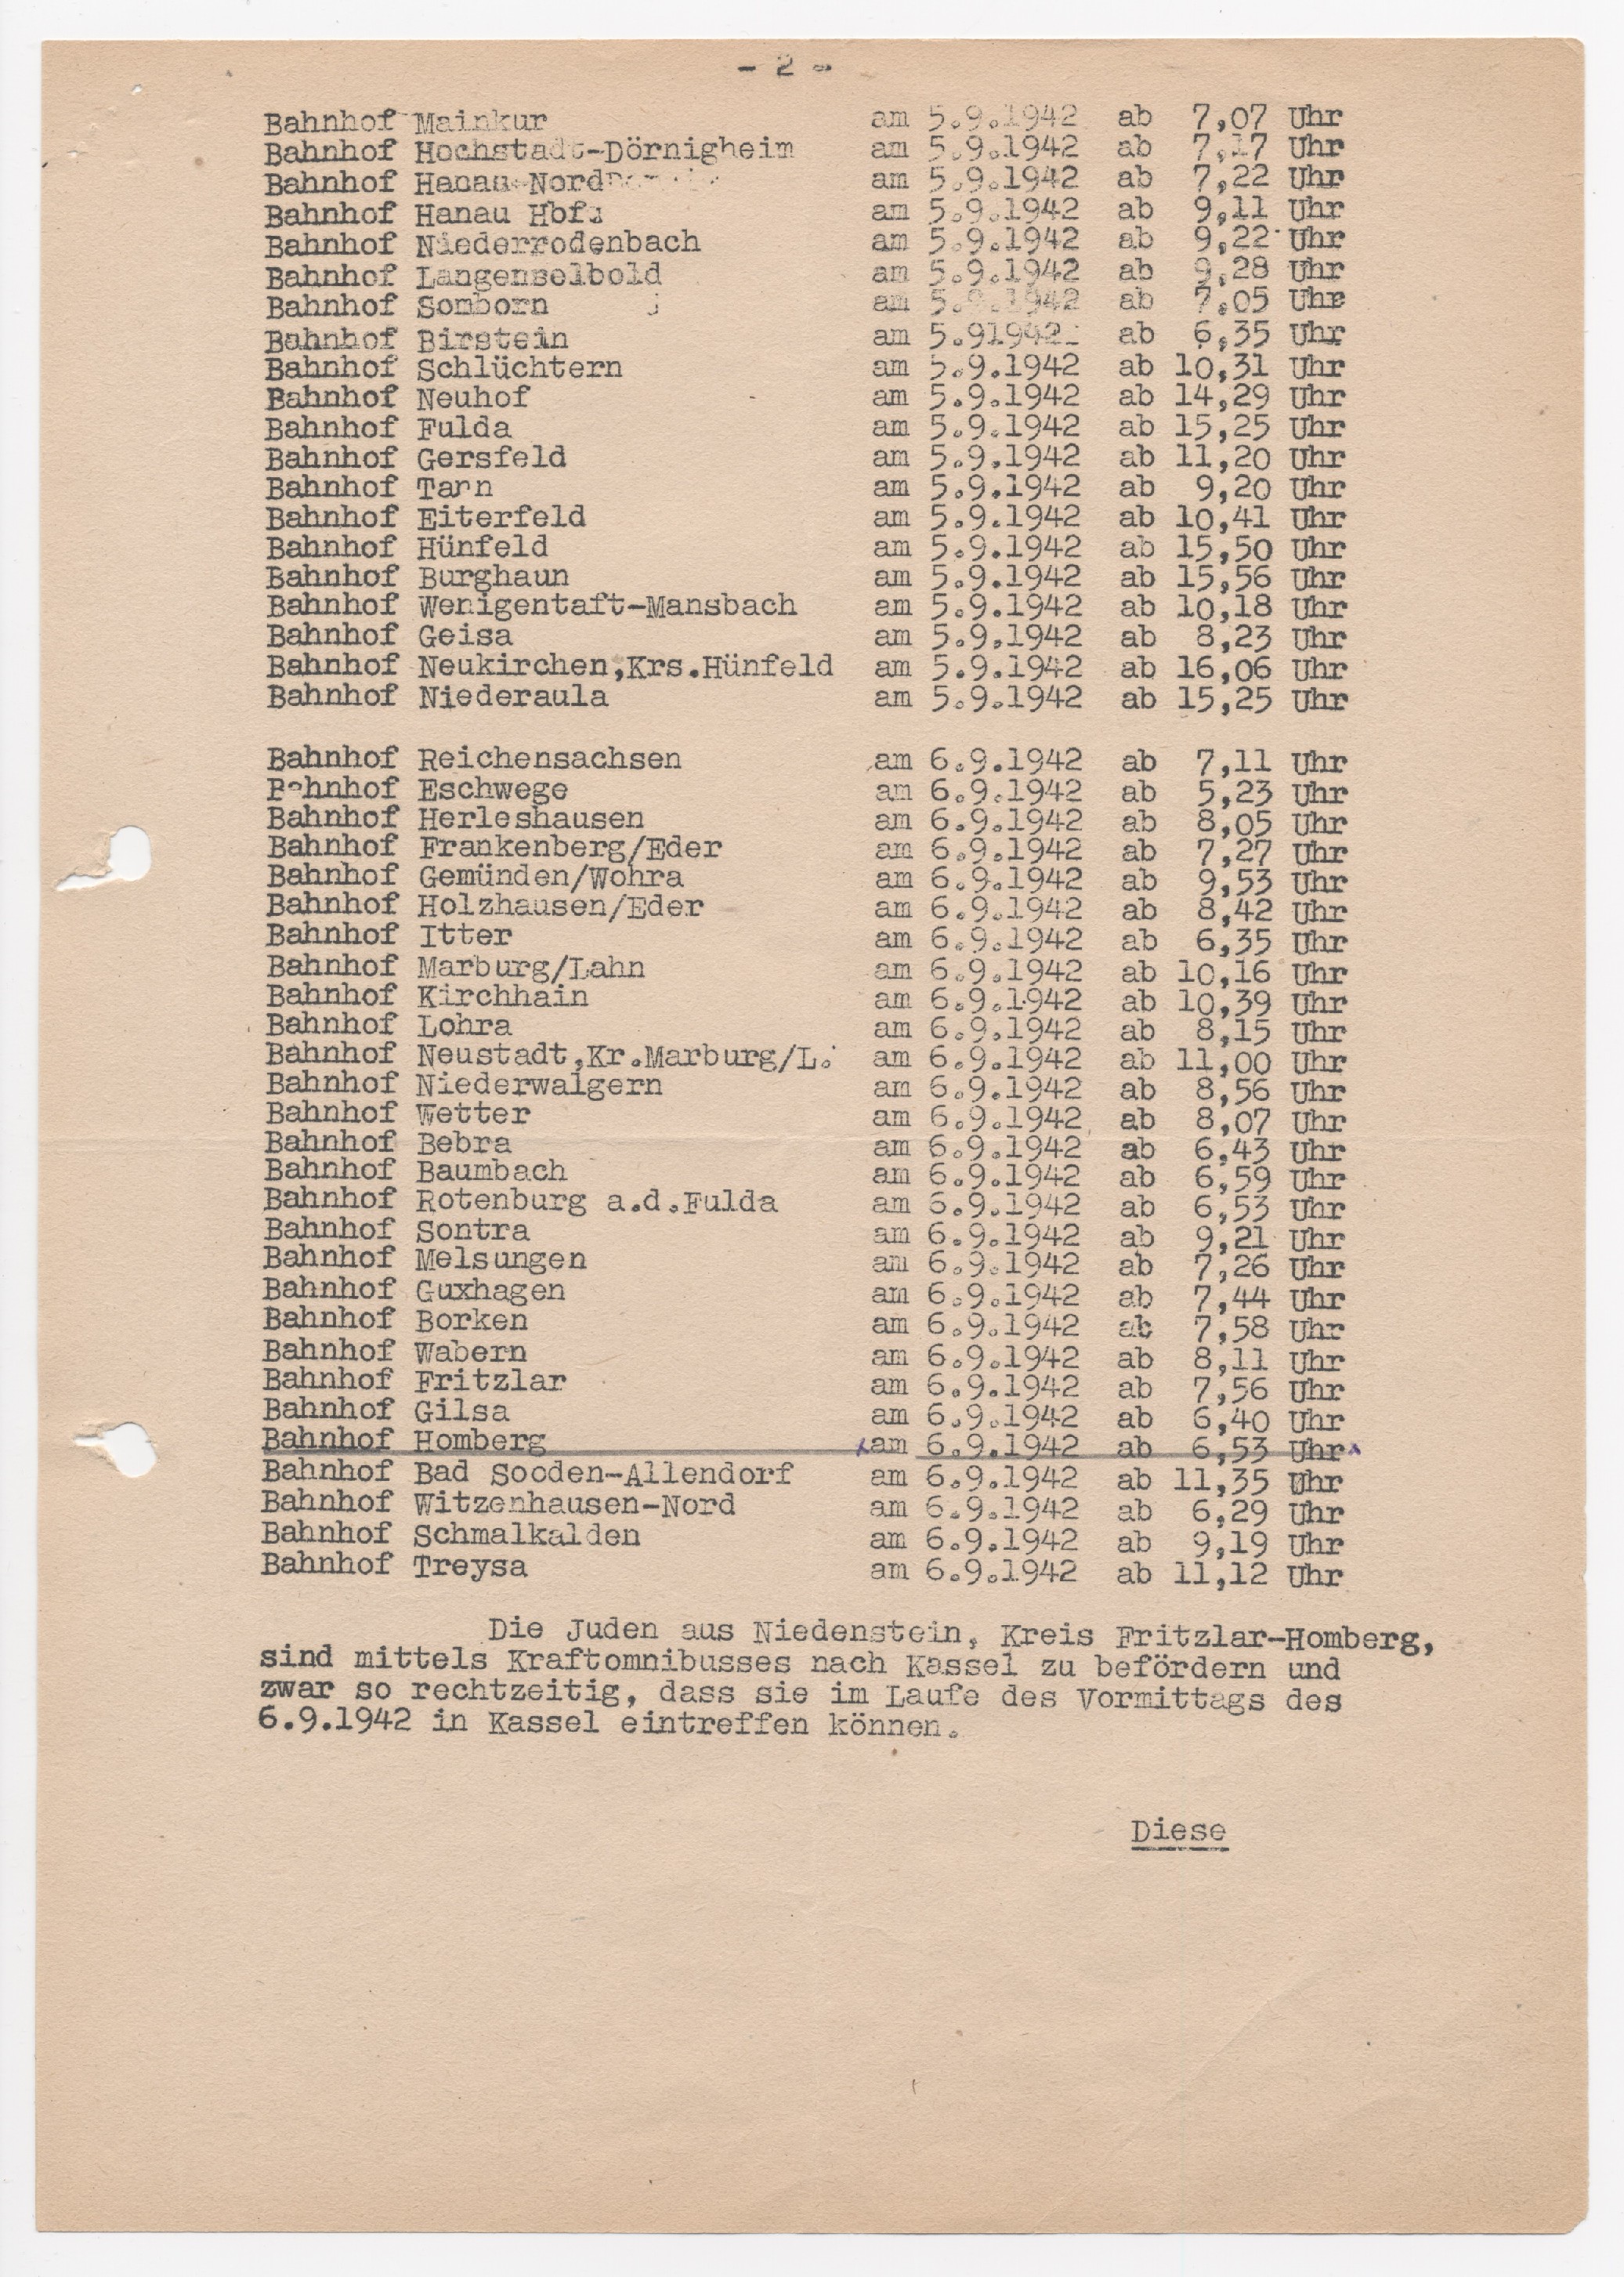 - 2 -
Bahnhof Mainkur am 5.9.1942 ab 7,07 Uhr
Bahnhof Hochstadt-Dörnigheim am 5.9.1942 ab 7,17 Uhr
Bahnhof Hanau-Nord am 5.9.1942 ab 7,22 Uhr
Bahnhof Hanau Hbf. am 5.9.1942 ab 9,11 Uhr
Bahnhof Niederrodenbach am 5.9.1942 ab 9,22 Uhr
Bahnhof Langenselbold am 5.9.1942 ab 9,28 Uhr
Bahnhof Somborn am 5.9.1942 ab 7,05 Uhr
Bahnhof Birstein am 5.91942 ab 6,35 Uhr
Bahnhof Schlüchtern am 5.9.1942 ab 10,31 Uhr
Bahnhof Neuhof am 5.9.1942 ab 14,29 Uhr
Bahnhof Fulda am 5.9.1942 ab 15,25 Uhr
Bahnhof Gersfeld am 5.9.1942 ab 11,20 Uhr
Bahnhof Tann am 5.9.1942 ab 9,20 Uhr
Bahnhof Eiterfeld am 5.9.1942 ab 10,41 Uhr
Bahnhof Hünfeld am 5.9.1942 ab 15,50 Uhr
Bahnhof Burghaun am 5.9.1942 ab 15,56 Uhr
Bahnhof Wenigentaft-Mansbach am 5.9.1942 ab 10,18 Uhr
Bahnhof Geisa am 5.9.1942 ab 8,23 Uhr
Bahnhof Neukirchen,Krs.Hünfeld am 5.9.1942 ab 16,06 Uhr
Bahnhof Niederaula am 5.9.1942 ab 15,25 Uhr
Bahnhof Reichensachsen am 6.9.1942 ab 7,11 Uhr
Bahnhof Eschwege am 6.9.1942 ab 5,23 Uhr
Bahnhof Herleshausen am 6.9.1942 ab 8,05 Uhr
Bahnhof Frankenberg/Eder am 6.9.1942 ab 7,27 Uhr
Bahnhof Gemünden/Wohra am 6.9.1942 ab 9,53 Uhr
Bahnhof Holzhausen/Eder am 6.9.1942 ab 8,42 Uhr
Bahnhof Itter am 6.9.1942 ab 6,35 Uhr
Bahnhof Marburg/Lahn am 6.9.1942 ab 10,16 Uhr
Bahnhof Kirchhain am 6.9.1942 ab 10,39 Uhr
Bahnhof Lohra am 6.9.1942 ab 8,15 Uhr
Bahnhof Neustadt,Kr.Marburg/L. am 6.9.1942 ab 11,00 Uhr
Bahnhof Niederwalgern am 6.9.1942 ab 8,56 Uhr
Bahnhof Wetter am 6.9.1942 ab 8,07 Uhr
Bahnhof Bebra am 6.9.1942 ab 6,43 Uhr
Bahnhof Baumbach am 6.9.1942 ab 6,59 Uhr
Bahnhof Rotenburg a.d.Fulda am 6.9.1942 ab 6,53 Uhr
Bahnhof Sontra am 6.9.1942 ab 9,21 Uhr
Bahnhof Melsungen am 6.9.1942 ab 7,26 Uhr
Bahnhof Guxhagen am 6.9.1942 ab 7,44 Uhr
Bahnhof Borken am 6.9.1942 ab 7,58 Uhr
Bahnhof Wabern am 6.9.1942 ab 8,11 Uhr
Bahnhof Fritzlar am 6.9.1942 ab 7,56 Uhr
Bahnhof Gilsa am 6.9.1942 ab 6,40 Uhr
Bahnhof Homberg am 6.9.1942 ab 6,53 Uhr
Bahnhof Bad Sooden-Allendorf am 6.9.1942 ab 11,35 Uhr
Bahnhof Witzenhausen-Nord am 6.9.1942 ab 6,29 Uhr
Bahnhof Schmalkalden am 6.9.1942 ab 9,19 Uhr
Bahnhof Treysa am 6.9.1942 ab 11,12 Uhr
Die Juden aus Niedenstein, Kreis Fritzlar-Homberg,
sind mittels Kraftomnibusses nach Kassel zu befördern und
zwar so rechtzeitig, dass sie im Laufe des Vormittags des
6.9.1942 in Kassel eintreffen können.
Diese